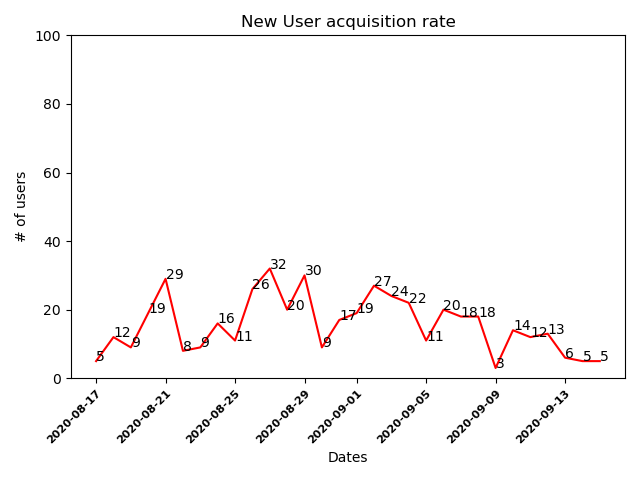 New User acquisition rate
100
80
60
40
20
0
# of users
5 12 9 19 29 8 9 16 11 26 32 20 30 9 17 19 27 24 22 11 20 18 18 3 14 12 13 6 5 5
2020-08-17 2020-08-21 2020-08-25 2020-08-29 2020-09-01 2020-09-05 2020-09-09 2020-09-13
Dates